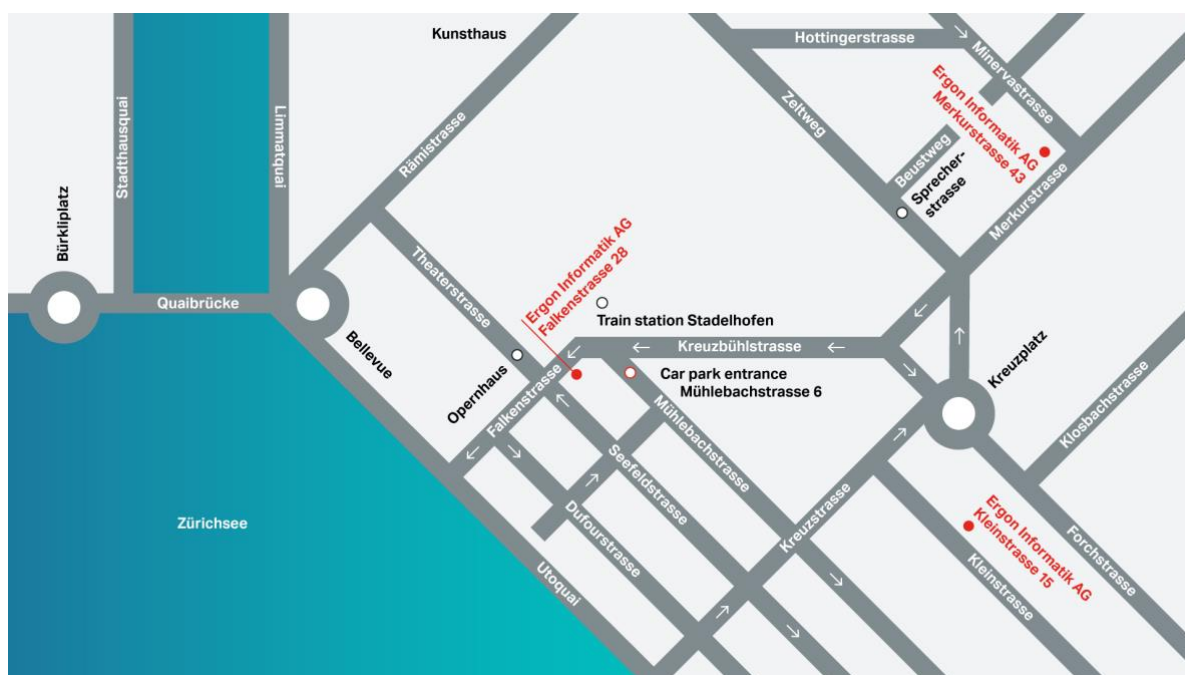 Kunsthaus
Hottingerstrasse
Minervastrasse
Ergon Informatik AG
Merkurstrasse 43
Stadthausquai
Limmatquai
Rämistrasse
Zeltweg
Beustweg
Sprecher-
strasse
Merkurstrasse
Bürkliplatz
Quaibrücke
Theaterstrasse
Ergon Informatik AG
Falkenstrasse 28
Train station Stadelhofen
Bellevue
Kreuzbühlstrasse
Opernhaus
Car park entrance
Mühlebachstrasse 6
Kreuzplatz
Falkenstrasse
Mühlebachstrasse
Klosbachstrasse
Seefeldstrasse
Kreuzstrasse
Zürichsee
Dufourstrasse
Ergon Informatik AG
Kleinstrasse 15
Forchstrasse
Kleinstrasse
Utoquai